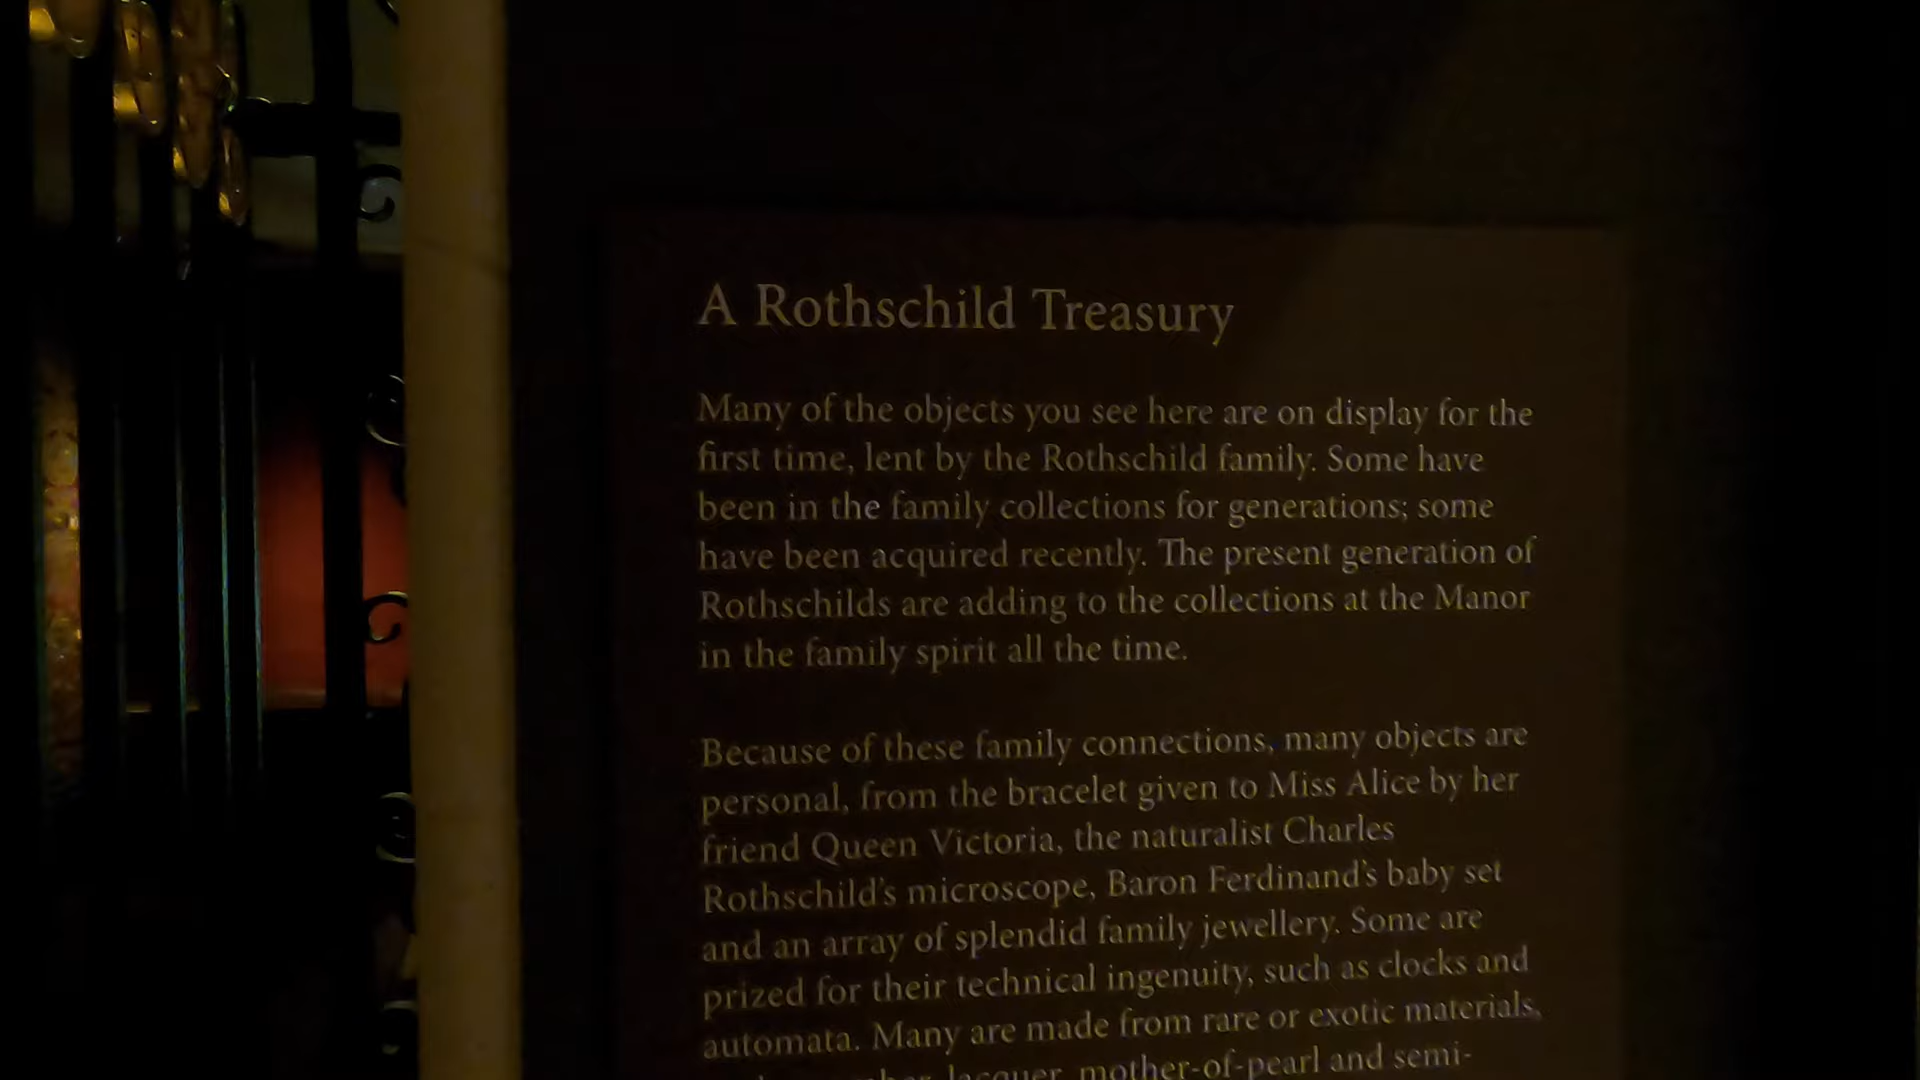 A Rothschild Treasury
Many of the objects you see here are on display for the
first time, lent by the Rothschild family. Some have
been in the family collections for generations; some
have been acquired recently. The present generation of
Rothschilds are adding to the collections at the Manor
in the family spirit all the time.
Because of these family connections, many objects are
personal, from the bracelet given to Miss Alice by her
friend Queen Victoria, the naturalist Charles
Rothschild's microscope, Baron Ferdinand's baby set
and an array of splendid family jewellery. Some are
prized for their technical ingenuity, such as clocks and
automata. Many are made from rare or exotic materials,
lacquer, mother-of-pearl and semi-